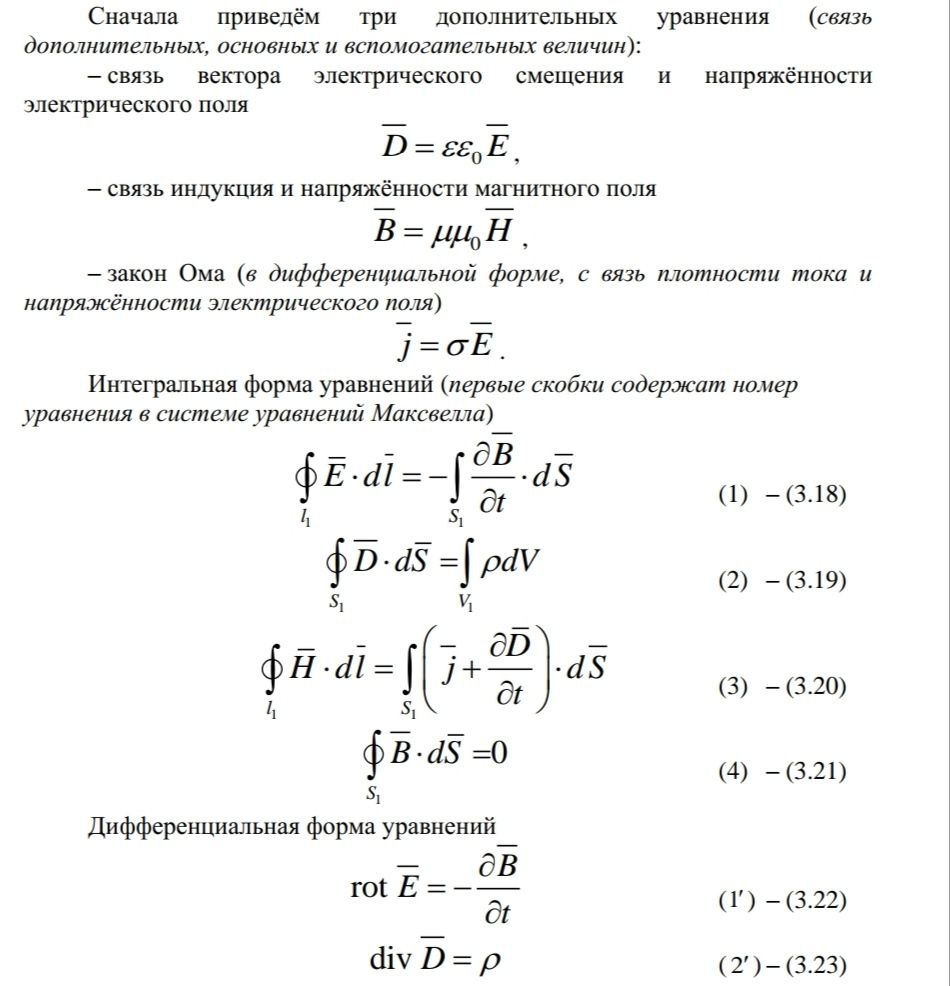 Сначала приведём три дополнительных уравнения (связь
дополнительных, основных и вспомогательных величин):
– связь вектора электрического смещения и напряжённости
электрического поля
D̅ = εε₀E̅ ,
– связь индукция и напряжённости магнитного поля
B̅ = μμ₀H̅ ,
– закон Ома (в дифференциальной форме, с вязь плотности тока и
напряжённости электрического поля)
j̅ = σE̅ .
Интегральная форма уравнений (первые скобки содержат номер
уравнения в системе уравнений Максвелла)
∮_{l₁} E̅ · dl̅ = −∫_{S₁} ∂B̅/∂t · dS̅ (1) – (3.18)
∮_{S₁} D̅ · dS̅ = ∫_{V₁} ρdV (2) – (3.19)
∮_{l₁} H̅ · dl̅ = ∫_{S₁} (j̅ + ∂D̅/∂t) · dS̅ (3) – (3.20)
∮_{S₁} B̅ · dS̅ =0 (4) – (3.21)
Дифференциальная форма уравнений
rot E̅ = −∂B̅/∂t (1′) – (3.22)
div D̅ = ρ (2′) – (3.23)